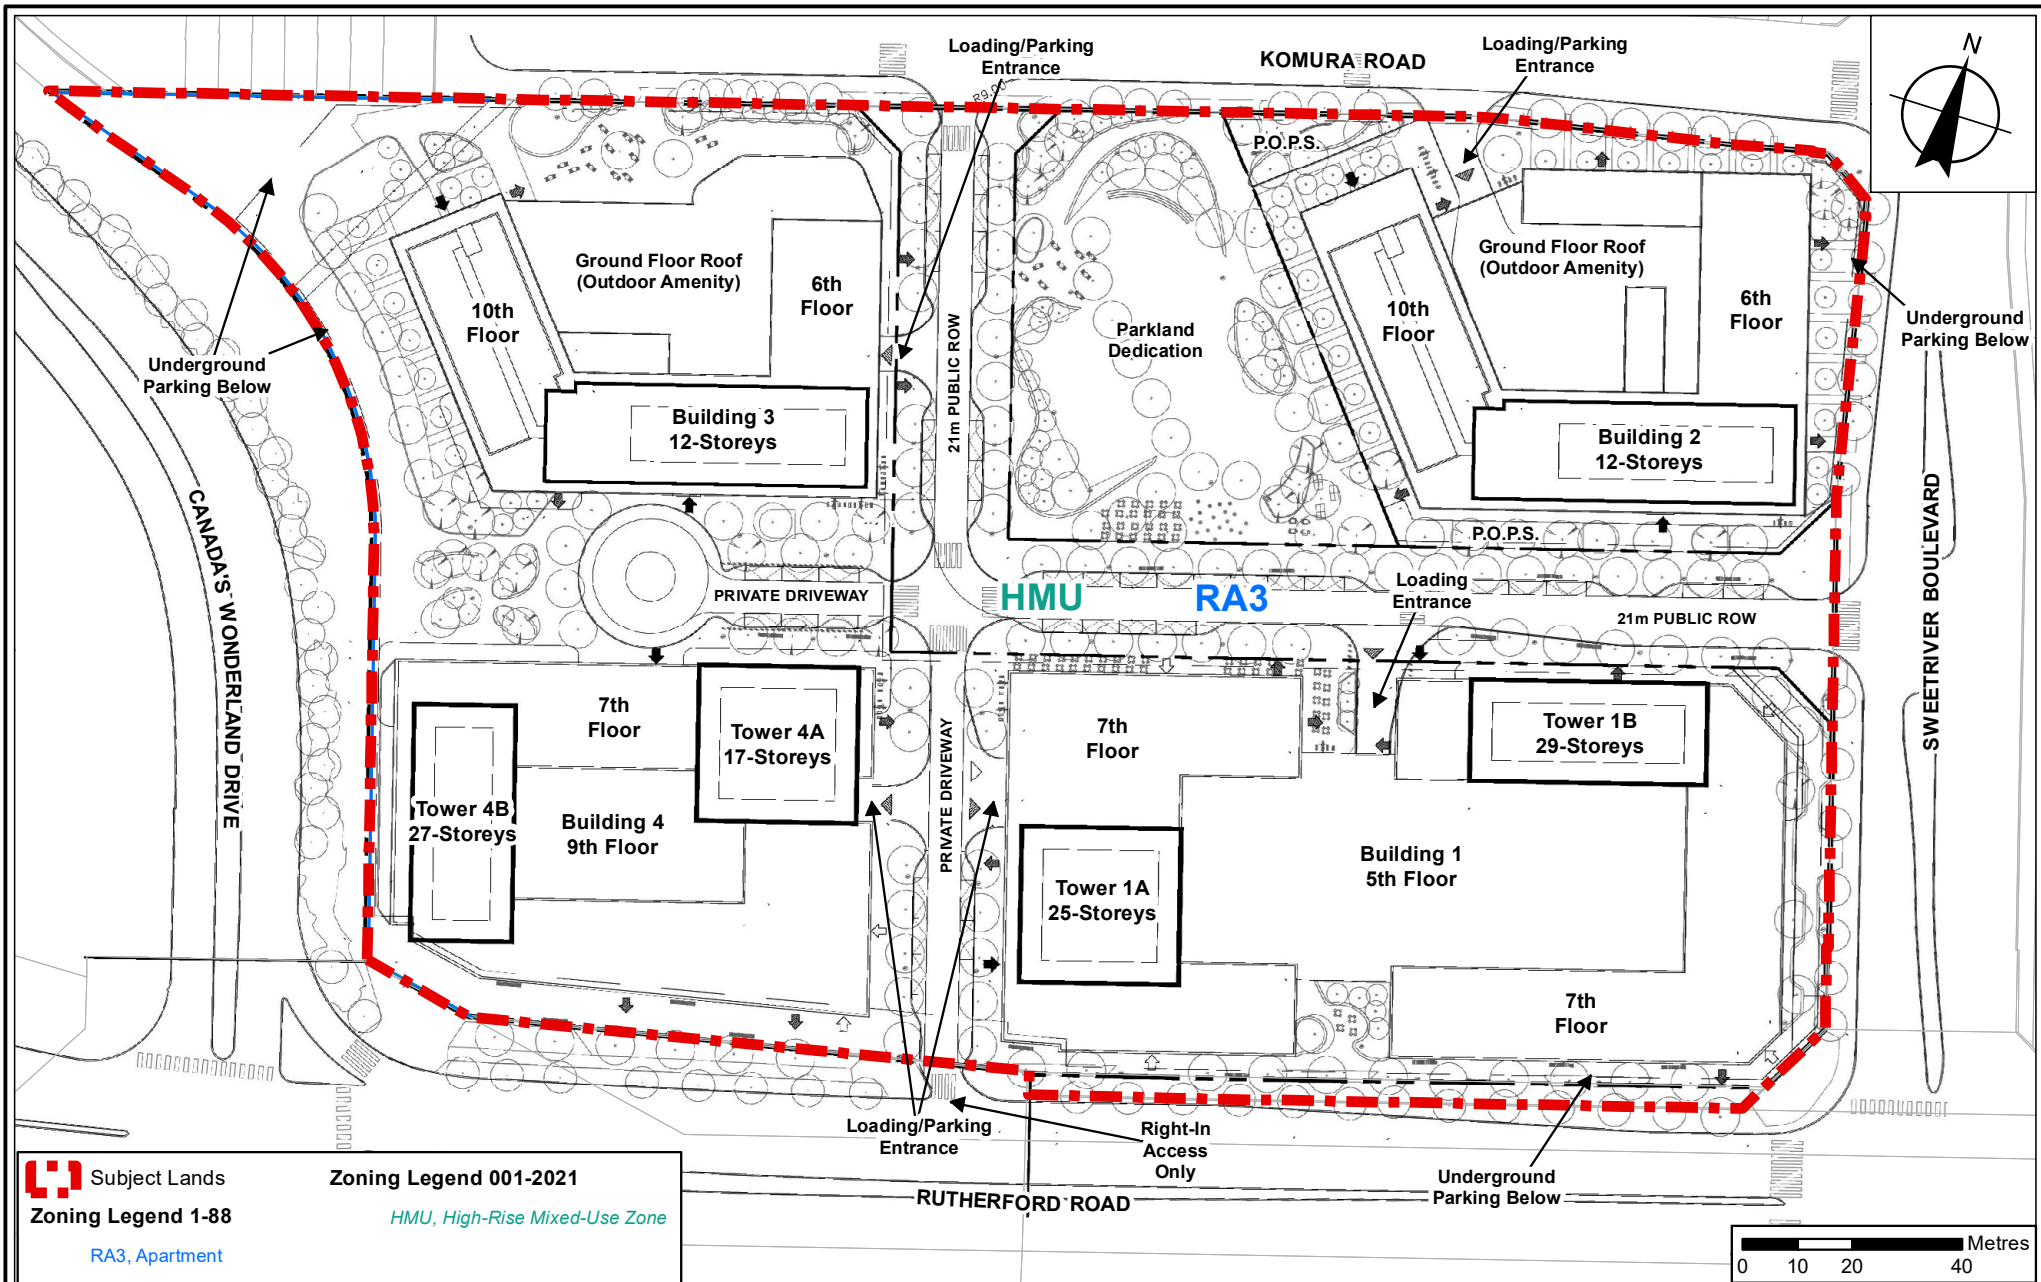 Loading/Parking
Entrance
KOMURA ROAD
Loading/Parking
Entrance
N
R9.00
P.O.P.S.
Ground Floor Roof
(Outdoor Amenity)
6th
Floor
10th
Floor
Underground
Parking Below
Building 3
12-Storeys
21m PUBLIC ROW
Parkland
Dedication
Ground Floor Roof
(Outdoor Amenity)
10th
Floor
6th
Floor
Underground
Parking Below
Building 2
12-Storeys
P.O.P.S.
CANADA'S WONDERLAND DRIVE
PRIVATE DRIVEWAY
HMU
RA3
Loading
Entrance
21m PUBLIC ROW
SWEETRIVER BOULEVARD
7th
Floor
Tower 4A
17-Storeys
Tower 4B
27-Storeys
Building 4
9th Floor
PRIVATE DRIVEWAY
7th
Floor
Tower 1B
29-Storeys
Building 1
5th Floor
Tower 1A
25-Storeys
7th
Floor
Loading/Parking
Entrance
Right-In
Access
Only
Underground
Parking Below
RUTHERFORD ROAD
Subject Lands
Zoning Legend 1-88
RA3, Apartment
Zoning Legend 001-2021
HMU, High-Rise Mixed-Use Zone
Metres
0 10 20 40